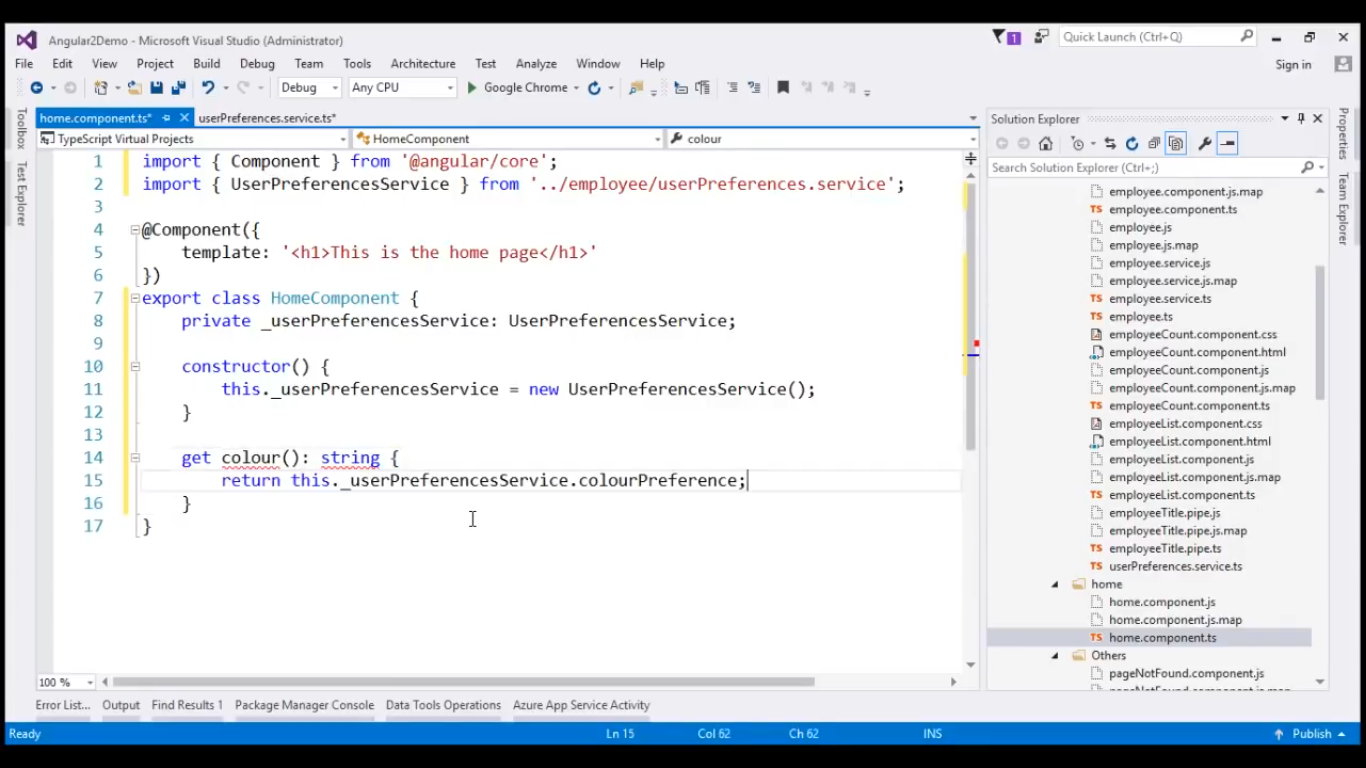 Angular2Demo - Microsoft Visual Studio (Administrator)
1
Quick Launch (Ctrl+Q)
File Edit View Project Build Debug Team Tools Architecture Test Analyze Window Help
Sign in
Debug Any CPU Google Chrome
home.component.ts* userPreferences.service.ts*
TypeScript Virtual Projects HomeComponent colour
Toolbox
Test Explorer
1 import { Component } from '@angular/core';
2 import { UserPreferencesService } from '../employee/userPreferences.service';
3
4 @Component({
5 template: '<h1>This is the home page</h1>'
6 })
7 export class HomeComponent {
8 private _userPreferencesService: UserPreferencesService;
9
10 constructor() {
11 this._userPreferencesService = new UserPreferencesService();
12 }
13
14 get colour(): string {
15 return this._userPreferencesService.colourPreference;
16 }
17 }
100 %
Solution Explorer
Search Solution Explorer (Ctrl+;)
employee.component.js.map
TS employee.component.ts
employee.js
employee.js.map
employee.service.js
employee.service.js.map
TS employee.service.ts
TS employee.ts
employeeCount.component.css
employeeCount.component.html
employeeCount.component.js
employeeCount.component.js.map
TS employeeCount.component.ts
employeeList.component.css
employeeList.component.html
employeeList.component.js
employeeList.component.js.map
TS employeeList.component.ts
employeeTitle.pipe.js
employeeTitle.pipe.js.map
TS employeeTitle.pipe.ts
TS userPreferences.service.ts
home
home.component.js
home.component.js.map
TS home.component.ts
Others
pageNotFound.component.js
Properties
Team Explorer
Error List... Output Find Results 1 Package Manager Console Data Tools Operations Azure App Service Activity
Ready Ln 15 Col 62 Ch 62 INS Publish